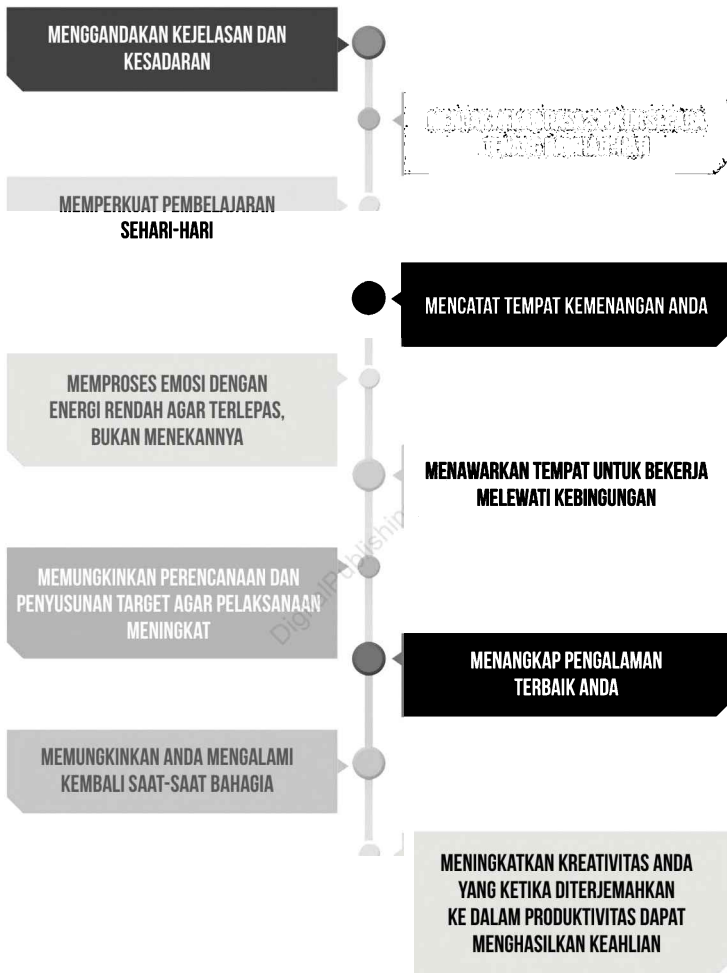 MENGGANDAKAN KEJELASAN DAN
KESADARAN
MEMPERKUAT PEMBELAJARAN
SEHARI-HARI
MENCATAT TEMPAT KEMENANGAN ANDA
MEMPROSES EMOSI DENGAN
ENERGI RENDAH AGAR TERLEPAS,
BUKAN MENEKANNYA
MENAWARKAN TEMPAT UNTUK BEKERJA
MELEWATI KEBINGUNGAN
MEMUNGKINKAN PERENCANAAN DAN
PENYUSUNAN TARGET AGAR PELAKSANAAN
MENINGKAT
MENANGKAP PENGALAMAN
TERBAIK ANDA
MEMUNGKINKAN ANDA MENGALAMI
KEMBALI SAAT-SAAT BAHAGIA
MENINGKATKAN KREATIVITAS ANDA
YANG KETIKA DITERJEMAHKAN
KE DALAM PRODUKTIVITAS DAPAT
MENGHASILKAN KEAHLIAN